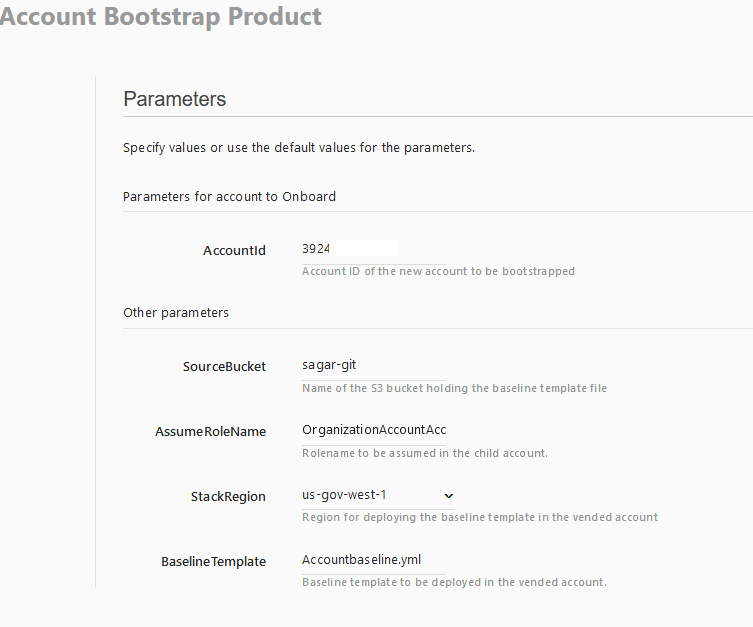 Account Bootstrap Product
Parameters
Specify values or use the default values for the parameters.
Parameters for account to Onboard
AccountId
3924
Account ID of the new account to be bootstrapped
Other parameters
SourceBucket
sagar-git
Name of the S3 bucket holding the baseline template file
AssumeRoleName
OrganizationAccountAcc
Rolename to be assumed in the child account.
StackRegion
us-gov-west-1
Region for deploying the baseline template in the vended account
BaselineTemplate
Accountbaseline.yml
Baseline template to be deployed in the vended account.